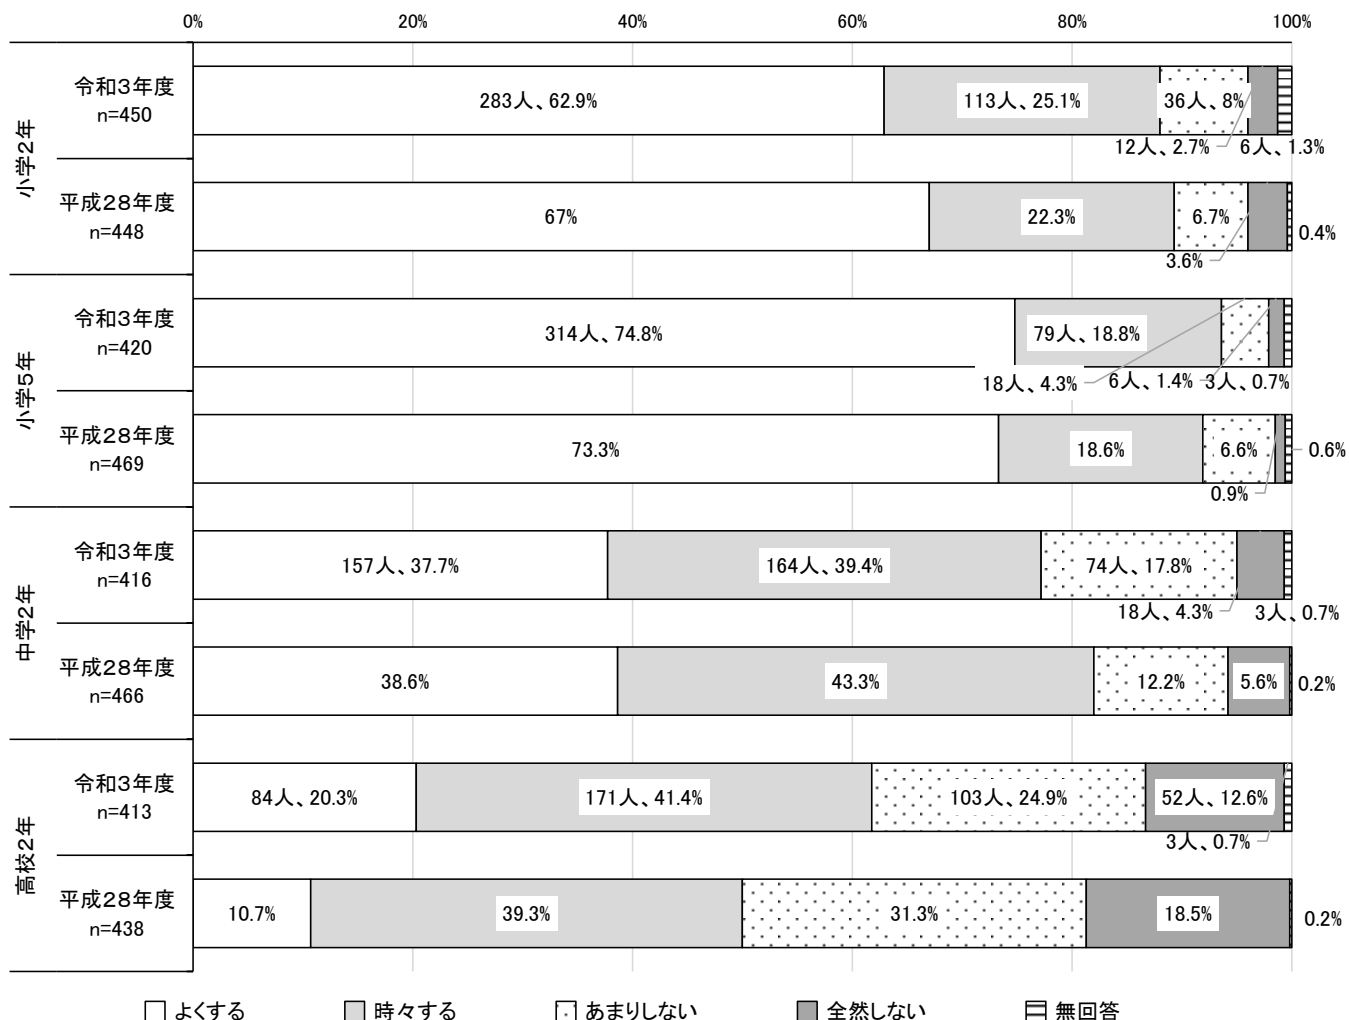 0% 20% 40% 60% 80% 100%
小学2年
令和3年度
n=450
283人、62.9% 113人、25.1% 36人、8%
12人、2.7% 6人、1.3%
平成28年度
n=448
67% 22.3% 6.7% 0.4%
3.6%
小学5年
令和3年度
n=420
314人、74.8% 79人、18.8%
18人、4.3% 6人、1.4% 3人、0.7%
平成28年度
n=469
73.3% 18.6% 6.6% 0.6%
0.9%
中学2年
令和3年度
n=416
157人、37.7% 164人、39.4% 74人、17.8%
18人、4.3% 3人、0.7%
平成28年度
n=466
38.6% 43.3% 12.2% 5.6% 0.2%
高校2年
令和3年度
n=413
84人、20.3% 171人、41.4% 103人、24.9% 52人、12.6%
3人、0.7%
平成28年度
n=438
10.7% 39.3% 31.3% 18.5% 0.2%
よくする 時々する あまりしない 全然しない 無回答